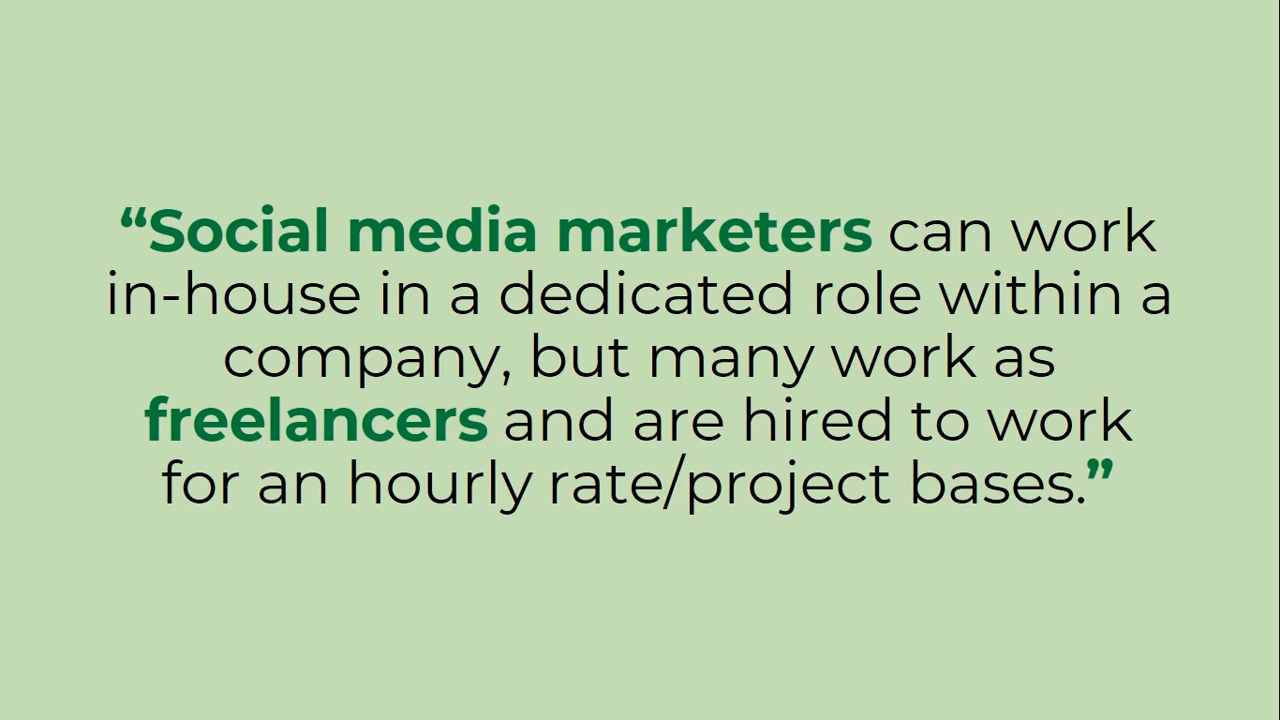 “Social media marketers can work
in-house in a dedicated role within a
company, but many work as
freelancers and are hired to work
for an hourly rate/project bases.”